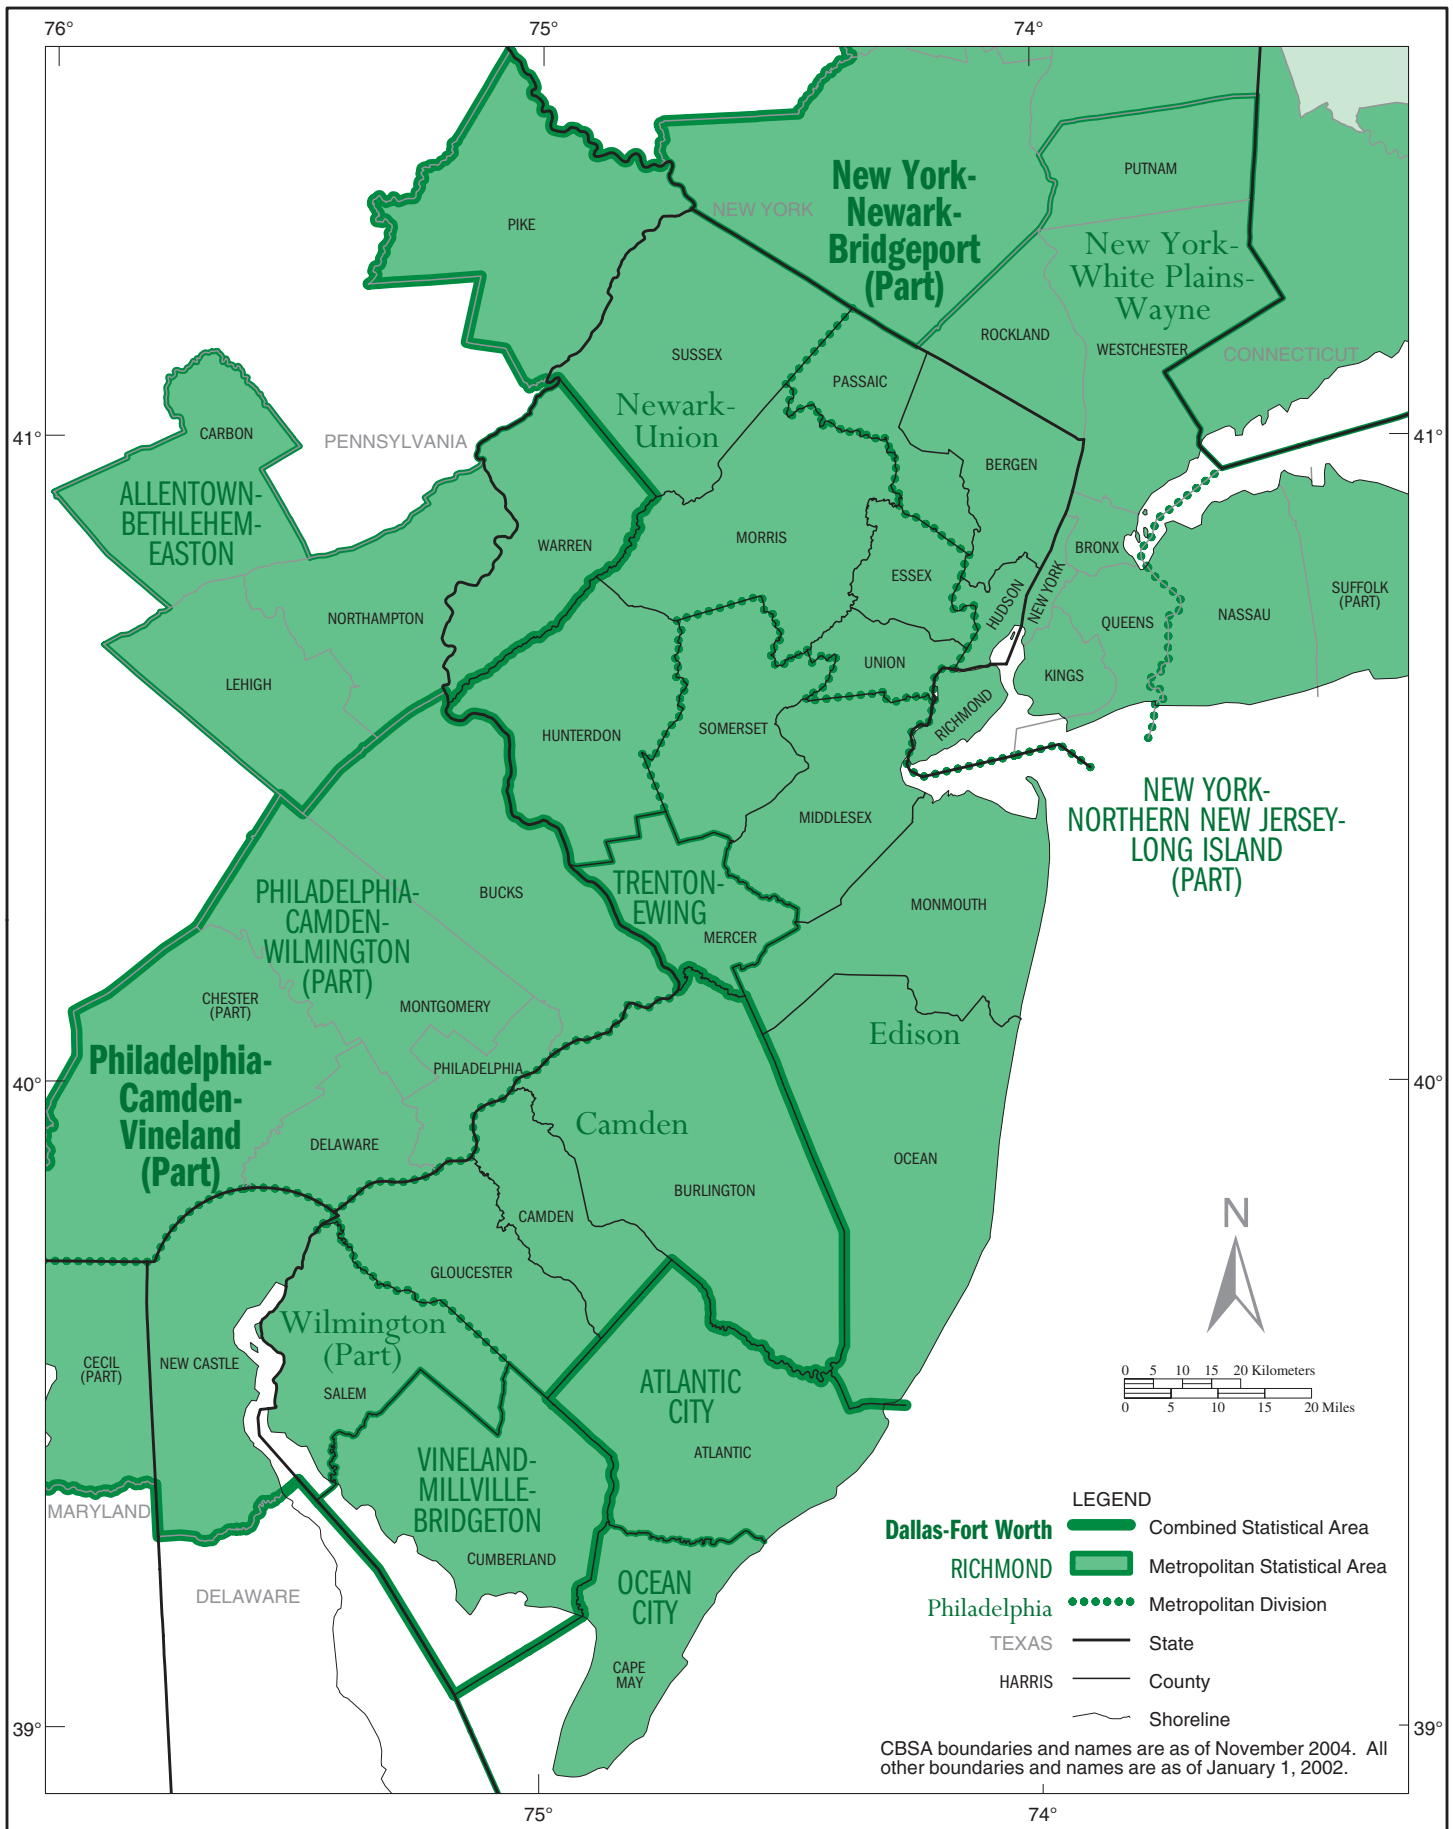 76°
75°
74°
PUTNAM
New York-
Newark-
Bridgeport
(Part)
NEW YORK
PIKE
New York-
White Plains-
Wayne
ROCKLAND
WESTCHESTER
CONNECTICUT
SUSSEX
PASSAIC
Newark-
Union
41°
CARBON
PENNSYLVANIA
41°
BERGEN
ALLENTOWN-
BETHLEHEM-
EASTON
WARREN
MORRIS
BRONX
ESSEX
HUDSON
NEW YORK
SUFFOLK
(PART)
NORTHAMPTON
QUEENS
NASSAU
UNION
LEHIGH
KINGS
RICHMOND
HUNTERDON
SOMERSET
NEW YORK-
NORTHERN NEW JERSEY-
LONG ISLAND
(PART)
MIDDLESEX
PHILADELPHIA-
CAMDEN-
WILMINGTON
(PART)
BUCKS
TRENTON-
EWING
MERCER
MONMOUTH
CHESTER
(PART)
MONTGOMERY
Edison
Philadelphia-
Camden-
Vineland
(Part)
PHILADELPHIA
40°
40°
Camden
DELAWARE
OCEAN
BURLINGTON
CAMDEN
N
GLOUCESTER
Wilmington
(Part)
CECIL
(PART)
NEW CASTLE
SALEM
ATLANTIC
CITY
0 5 10 15 20 Kilometers
0 5 10 15 20 Miles
ATLANTIC
VINELAND-
MILLVILLE-
BRIDGETON
CUMBERLAND
MARYLAND
DELAWARE
OCEAN
CITY
CAPE
MAY
LEGEND
Dallas-Fort Worth Combined Statistical Area
RICHMOND Metropolitan Statistical Area
Philadelphia Metropolitan Division
TEXAS State
HARRIS County
Shoreline
39°
39°
CBSA boundaries and names are as of November 2004. All
other boundaries and names are as of January 1, 2002.
75°
74°